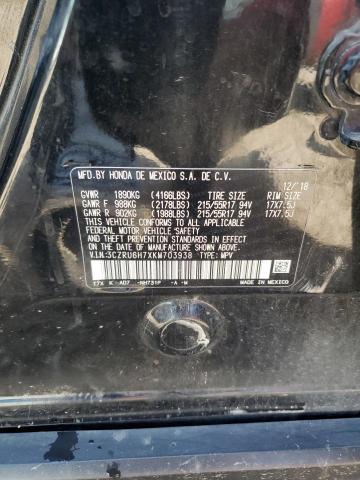 MFD.BY HONDA DE MEXICO S.A. DE C.V.
12/'18
GVWR 1890KG (4166LBS) TIRE SIZE RIM SIZE
GAWR F 988KG (2178LBS) 215/55R17 94V 17X7.5J
GAWR R 902KG (1988LBS) 215/55R17 94V 17X7.5J
THIS VEHICLE CONFORMS TO ALL APPLICABLE
FEDERAL MOTOR VEHICLE SAFETY STANDARDS IN
EFFECT ON THE DATE OF MANUFACTURE SHOWN ABOVE.
V.I.N:3CZRU6H7XKM703938 TYPE: MPV
T7X K -AD7 -NH731P -A -M
MADE IN MEXICO